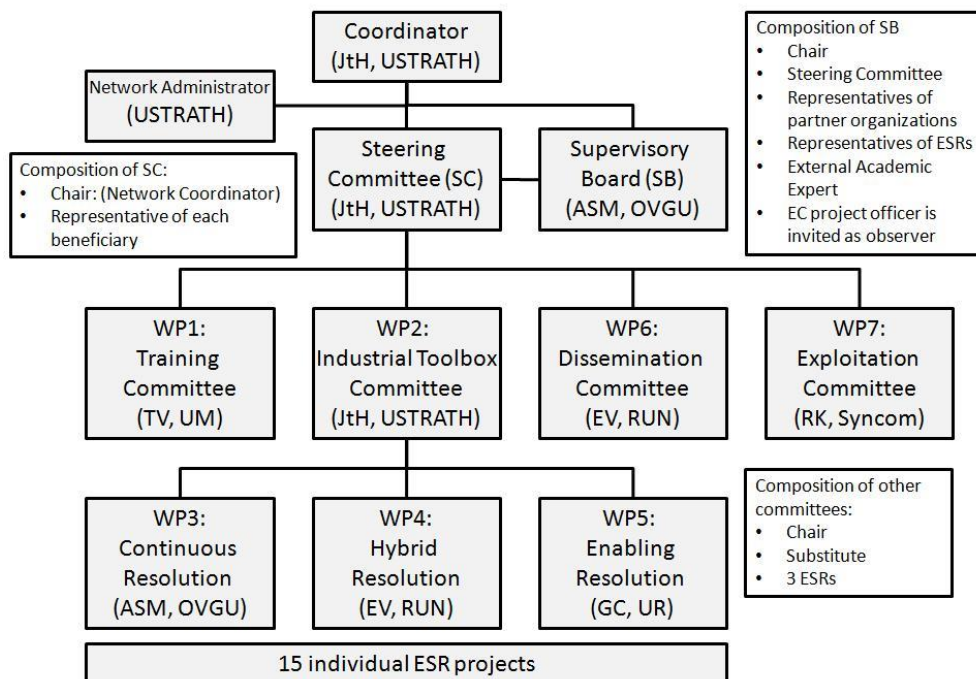 Coordinator
(JtH, USTRATH)
Network Administrator
(USTRATH)
Steering
Committee (SC)
(JtH, USTRATH)
Supervisory
Board (SB)
(ASM, OVGU)
Composition of SB
• Chair
• Steering Committee
• Representatives of
partner organizations
• Representatives of ESRs
• External Academic
Expert
• EC project officer is
invited as observer
Composition of SC:
• Chair: (Network Coordinator)
• Representative of each
beneficiary
WP1:
Training
Committee
(TV, UM)
WP2:
Industrial Toolbox
Committee
(JtH, USTRATH)
WP6:
Dissemination
Committee
(EV, RUN)
WP7:
Exploitation
Committee
(RK, Syncom)
WP3:
Continuous
Resolution
(ASM, OVGU)
WP4:
Hybrid
Resolution
(EV, RUN)
WP5:
Enabling
Resolution
(GC, UR)
Composition of other
committees:
• Chair
• Substitute
• 3 ESRs
15 individual ESR projects